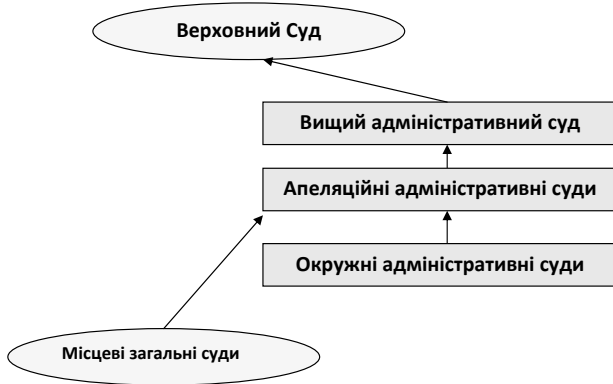 Верховний Суд
Вищий адміністративний суд
Апеляційні адміністративні суди
Окружні адміністративні суди
Місцеві загальні суди